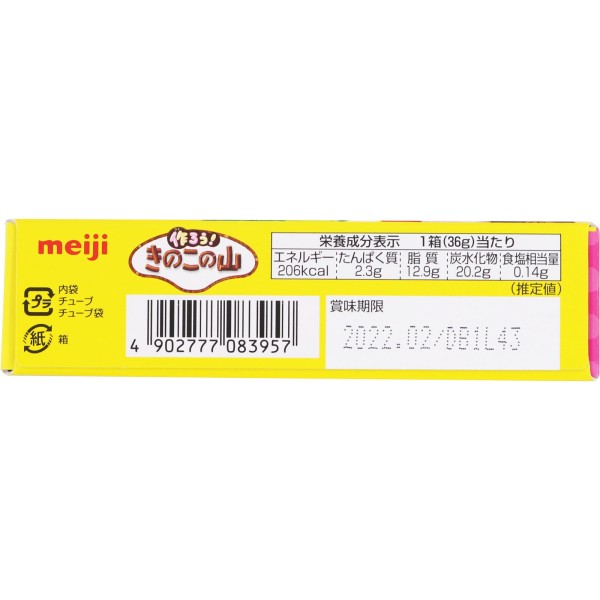 meiji
作ろう!
きのこの山
栄養成分表示 1箱(36g)当たり
エネルギー たんぱく質 脂質 炭水化物 食塩相当量
206kcal 2.3g 12.9g 20.2g 0.14g
(推定値)
プラ
内袋
チューブ
チューブ袋
紙
箱
4 902777 083957
賞味期限
2022.02/0B1L43